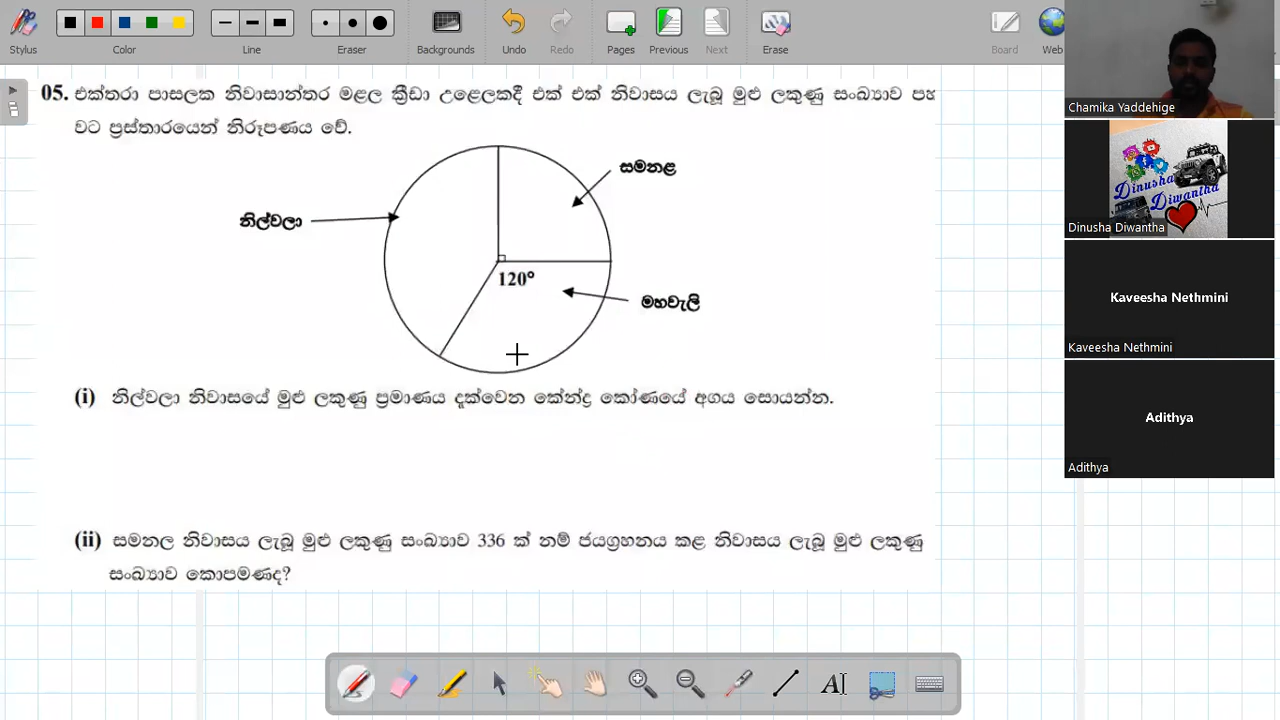 Stylus
Color
Line
Eraser
Backgrounds
Undo
Redo
Pages
Previous
Next
Erase
Board
Web
05. එක්තරා පාසලක නිවාසාන්තර මළල ක්‍රීඩා උළෙලකදී එක් එක් නිවාසය ලැබූ මුළු ලකුණු සංඛ්‍යාව
වට ප්‍රස්තාරයෙන් නිරූපණය වේ.
සමනළ
නිල්වලා
120°
මහවැලි
(i) නිල්වලා නිවාසයේ මුළු ලකුණු ප්‍රමාණය දැක්වෙන කේන්ද්‍ර කෝණයේ අගය සොයන්න.
(ii) සමනල නිවාසය ලැබූ මුළු ලකුණු සංඛ්‍යාව 336 ක් නම් ජයග්‍රහනය කළ නිවාසය ලැබූ මුළු ලකුණු
සංඛ්‍යාව කොපමණද?
Chamika Yaddehige
Dinusha
Diwantha
Dinusha Diwantha
Kaveesha Nethmini
Kaveesha Nethmini
Adithya
Adithya